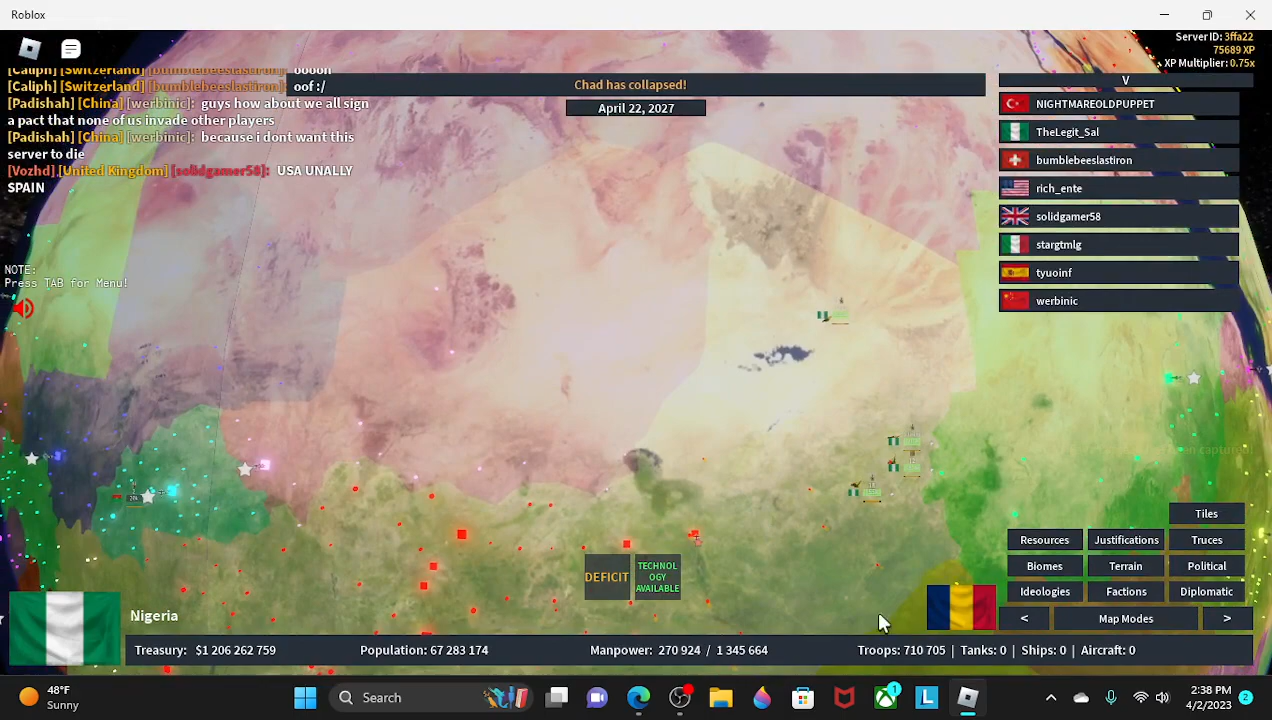 Roblox
Server ID: 3ffa22
75689 XP
XP Multiplier: 0.75x
[Caliph] [Switzerland] [bumblebeeslastiron]: ooooh
[Caliph] [Switzerland] [bumblebeeslastiron]: oof :/
[Padishah] [China] [werbinic]: guys how about we all sign
a pact that none of us invade other players
[Padishah] [China] [werbinic]: because i dont want this
server to die
[Vozhd] [United Kingdom] [solidgamer58]: USA UNALLY
SPAIN
Chad has collapsed!
April 22, 2027
V
NIGHTMAREOLDPUPPET
TheLegit_Sal
bumblebeeslastiron
rich_ente
solidgamer58
stargtmlg
tyuoinf
werbinic
NOTE:
Press TAB for Menu!
Tiles
Resources Justifications Truces
Biomes Terrain Political
Ideologies Factions Diplomatic
< Map Modes >
DEFICIT
TECHNOL
OGY
AVAILABLE
Nigeria
Treasury: $1 206 262 759 Population: 67 283 174 Manpower: 270 924 / 1 345 664 Troops: 710 705 | Tanks: 0 | Ships: 0 | Aircraft: 0
48°F
Sunny
Search
1
L
2:38 PM
4/2/2023
2